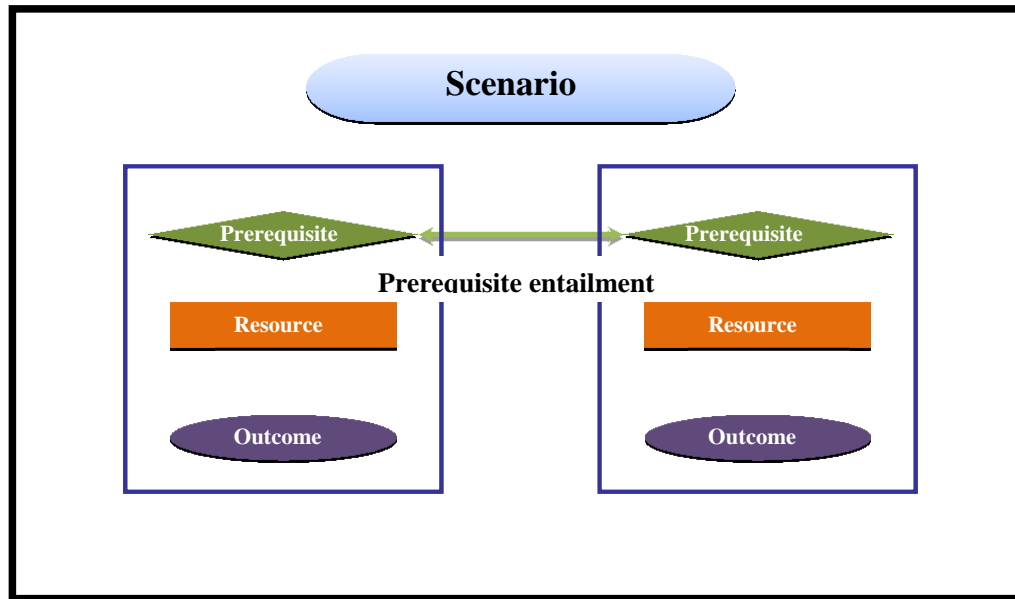 Scenario
Prerequisite
Prerequisite
Prerequisite entailment
Resource
Resource
Outcome
Outcome